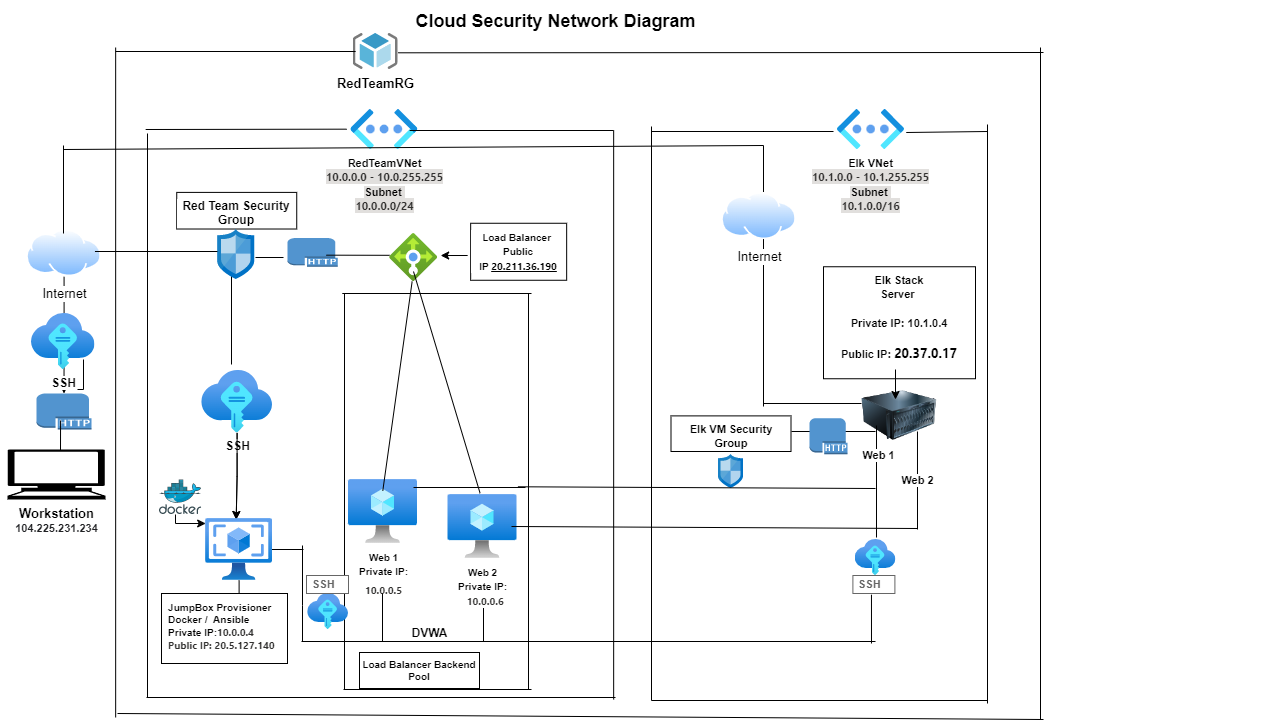 Cloud Security Network Diagram
RedTeamRG
RedTeamVNet
10.0.0.0 - 10.0.255.255
Subnet
10.0.0.0/24
Elk VNet
10.1.0.0 - 10.1.255.255
Subnet
10.1.0.0/16
Red Team Security
Group
HTTP
Load Balancer
Public
IP 20.211.36.190
Internet
Internet
Elk Stack
Server
Private IP: 10.1.0.4
Public IP: 20.37.0.17
SSH
HTTP
Workstation
104.225.231.234
SSH
docker
JumpBox Provisioner
Docker / Ansible
Private IP:10.0.0.4
Public IP: 20.5.127.140
SSH
Web 1
Private IP:
10.0.0.5
Web 2
Private IP:
10.0.0.6
DVWA
Load Balancer Backend
Pool
Elk VM Security
Group
HTTP
Web 1
Web 2
SSH